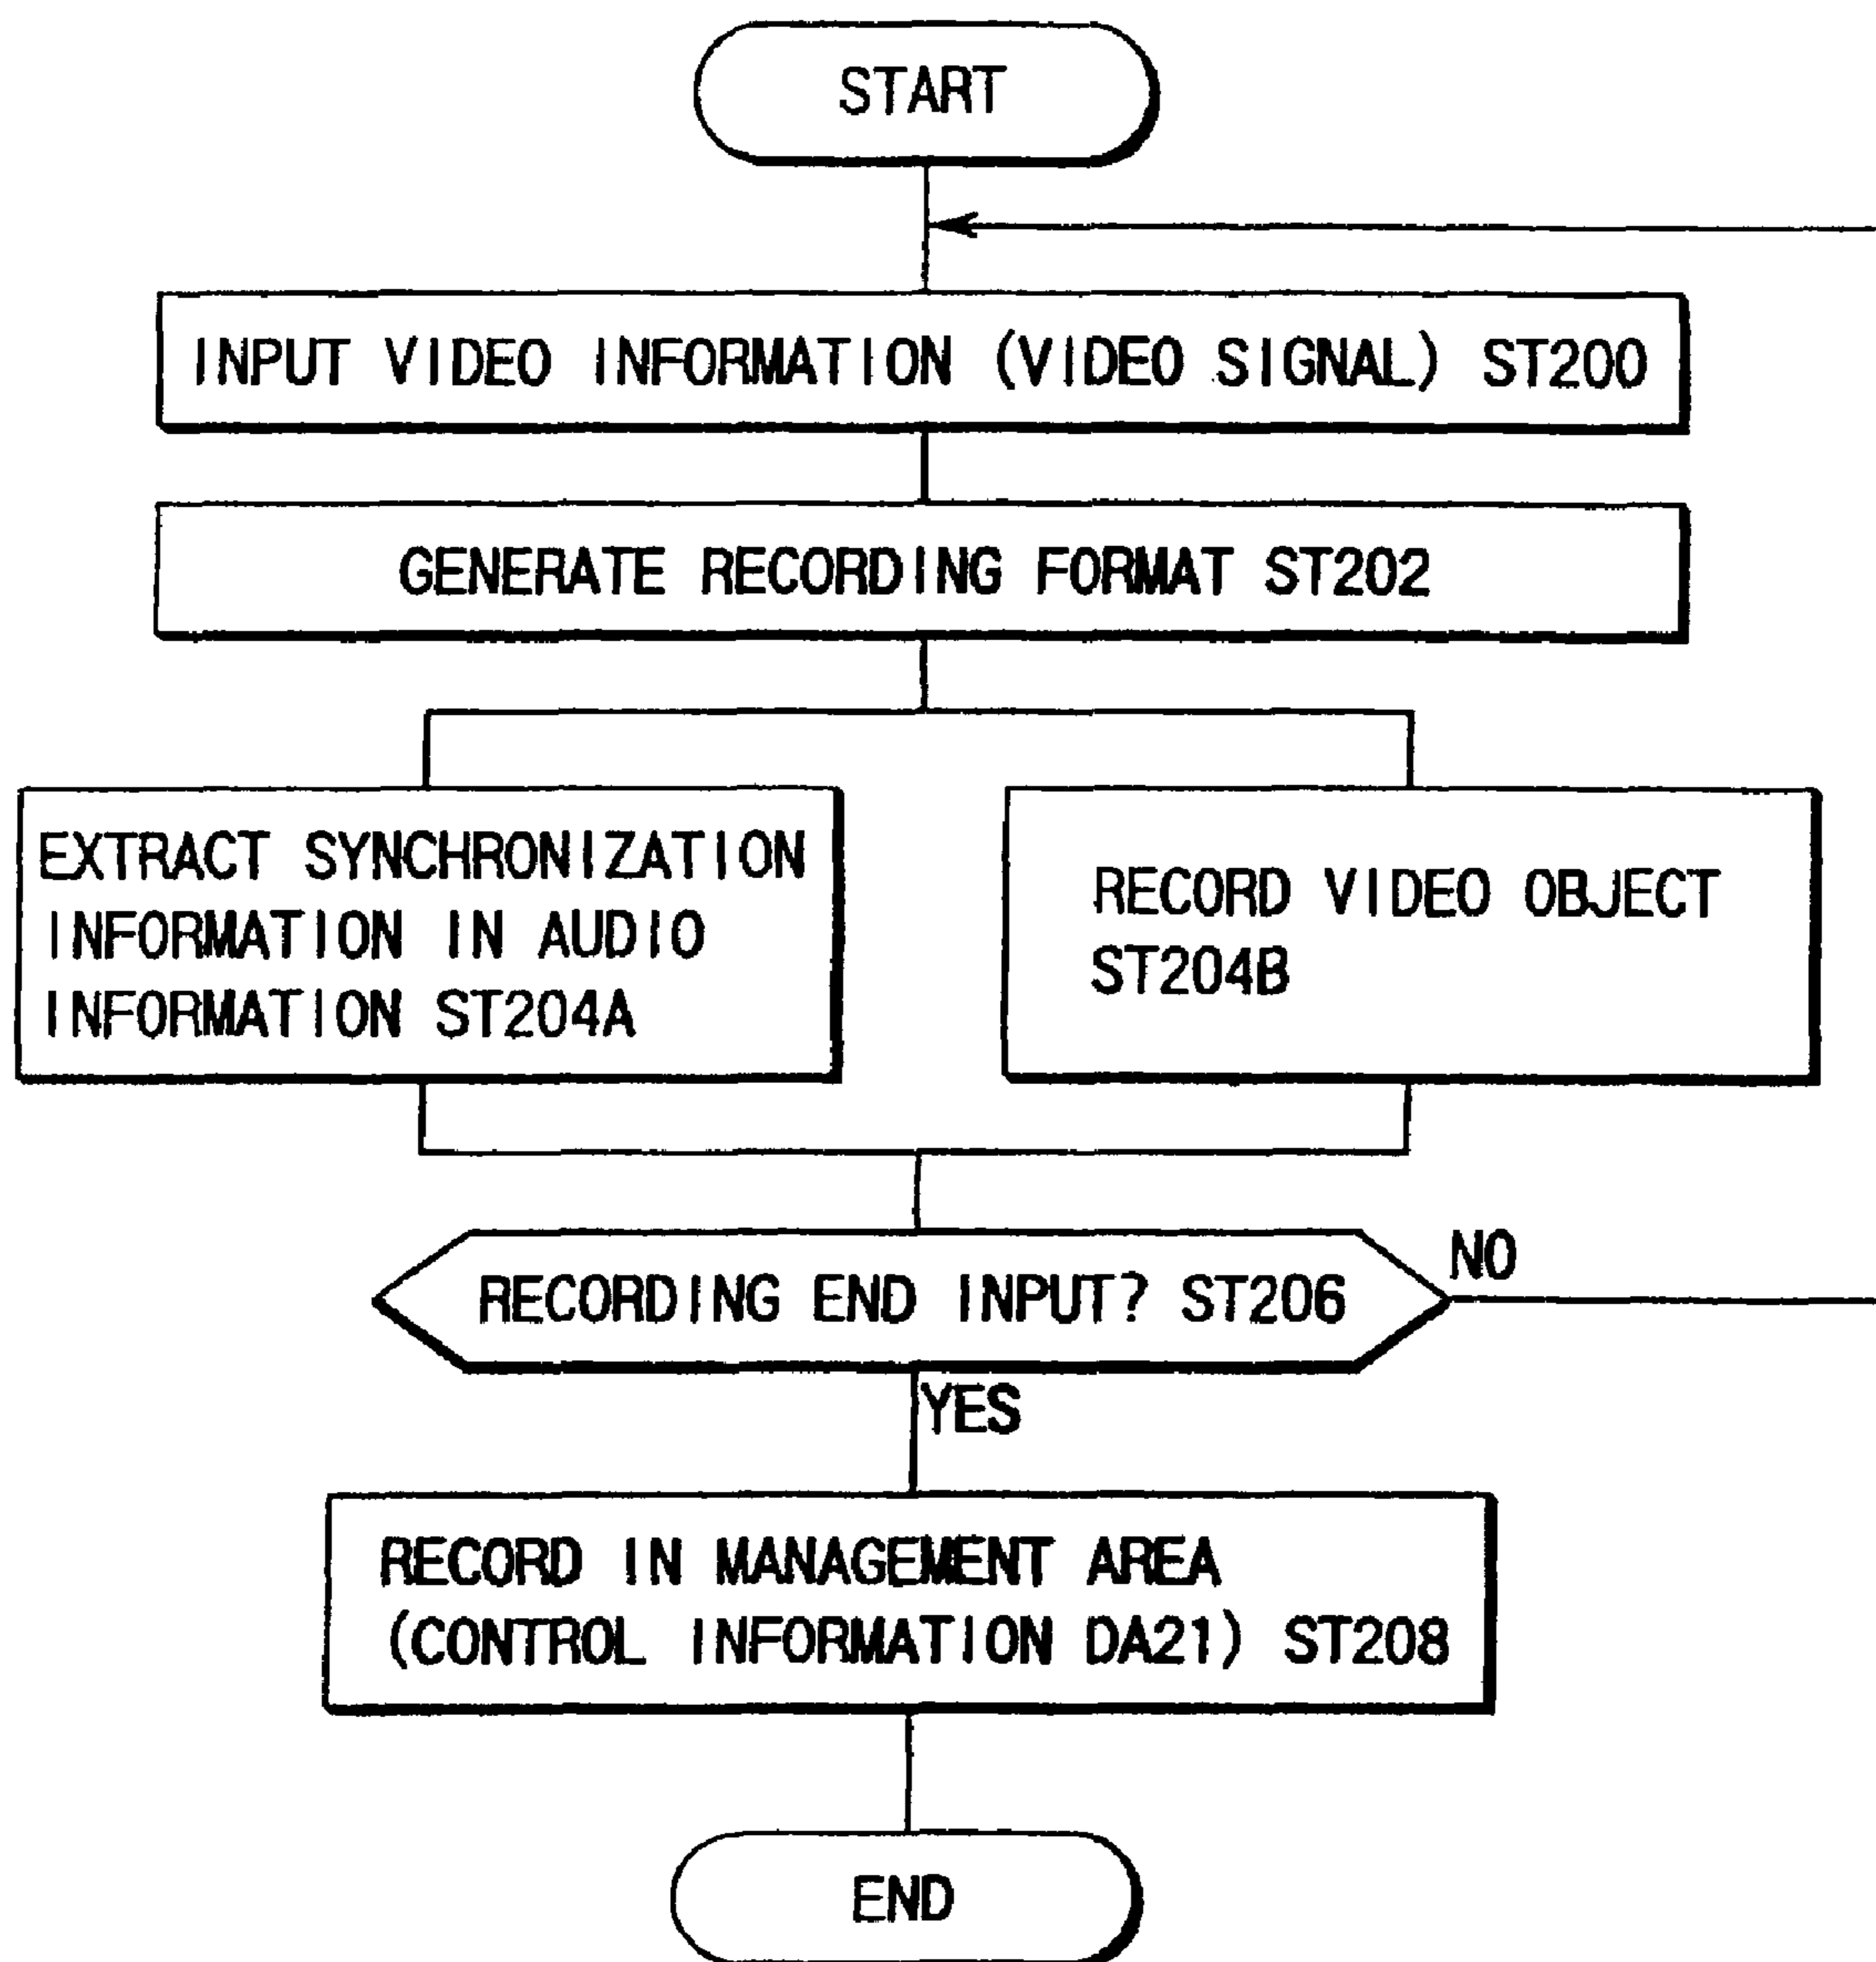 START
INPUT VIDEO INFORMATION (VIDEO SIGNAL) ST200
GENERATE RECORDING FORMAT ST202
EXTRACT SYNCHRONIZATION
INFORMATION IN AUDIO
INFORMATION ST204A
RECORD VIDEO OBJECT
ST204B
RECORDING END INPUT? ST206
NO
YES
RECORD IN MANAGEMENT AREA
(CONTROL INFORMATION DA21) ST208
END